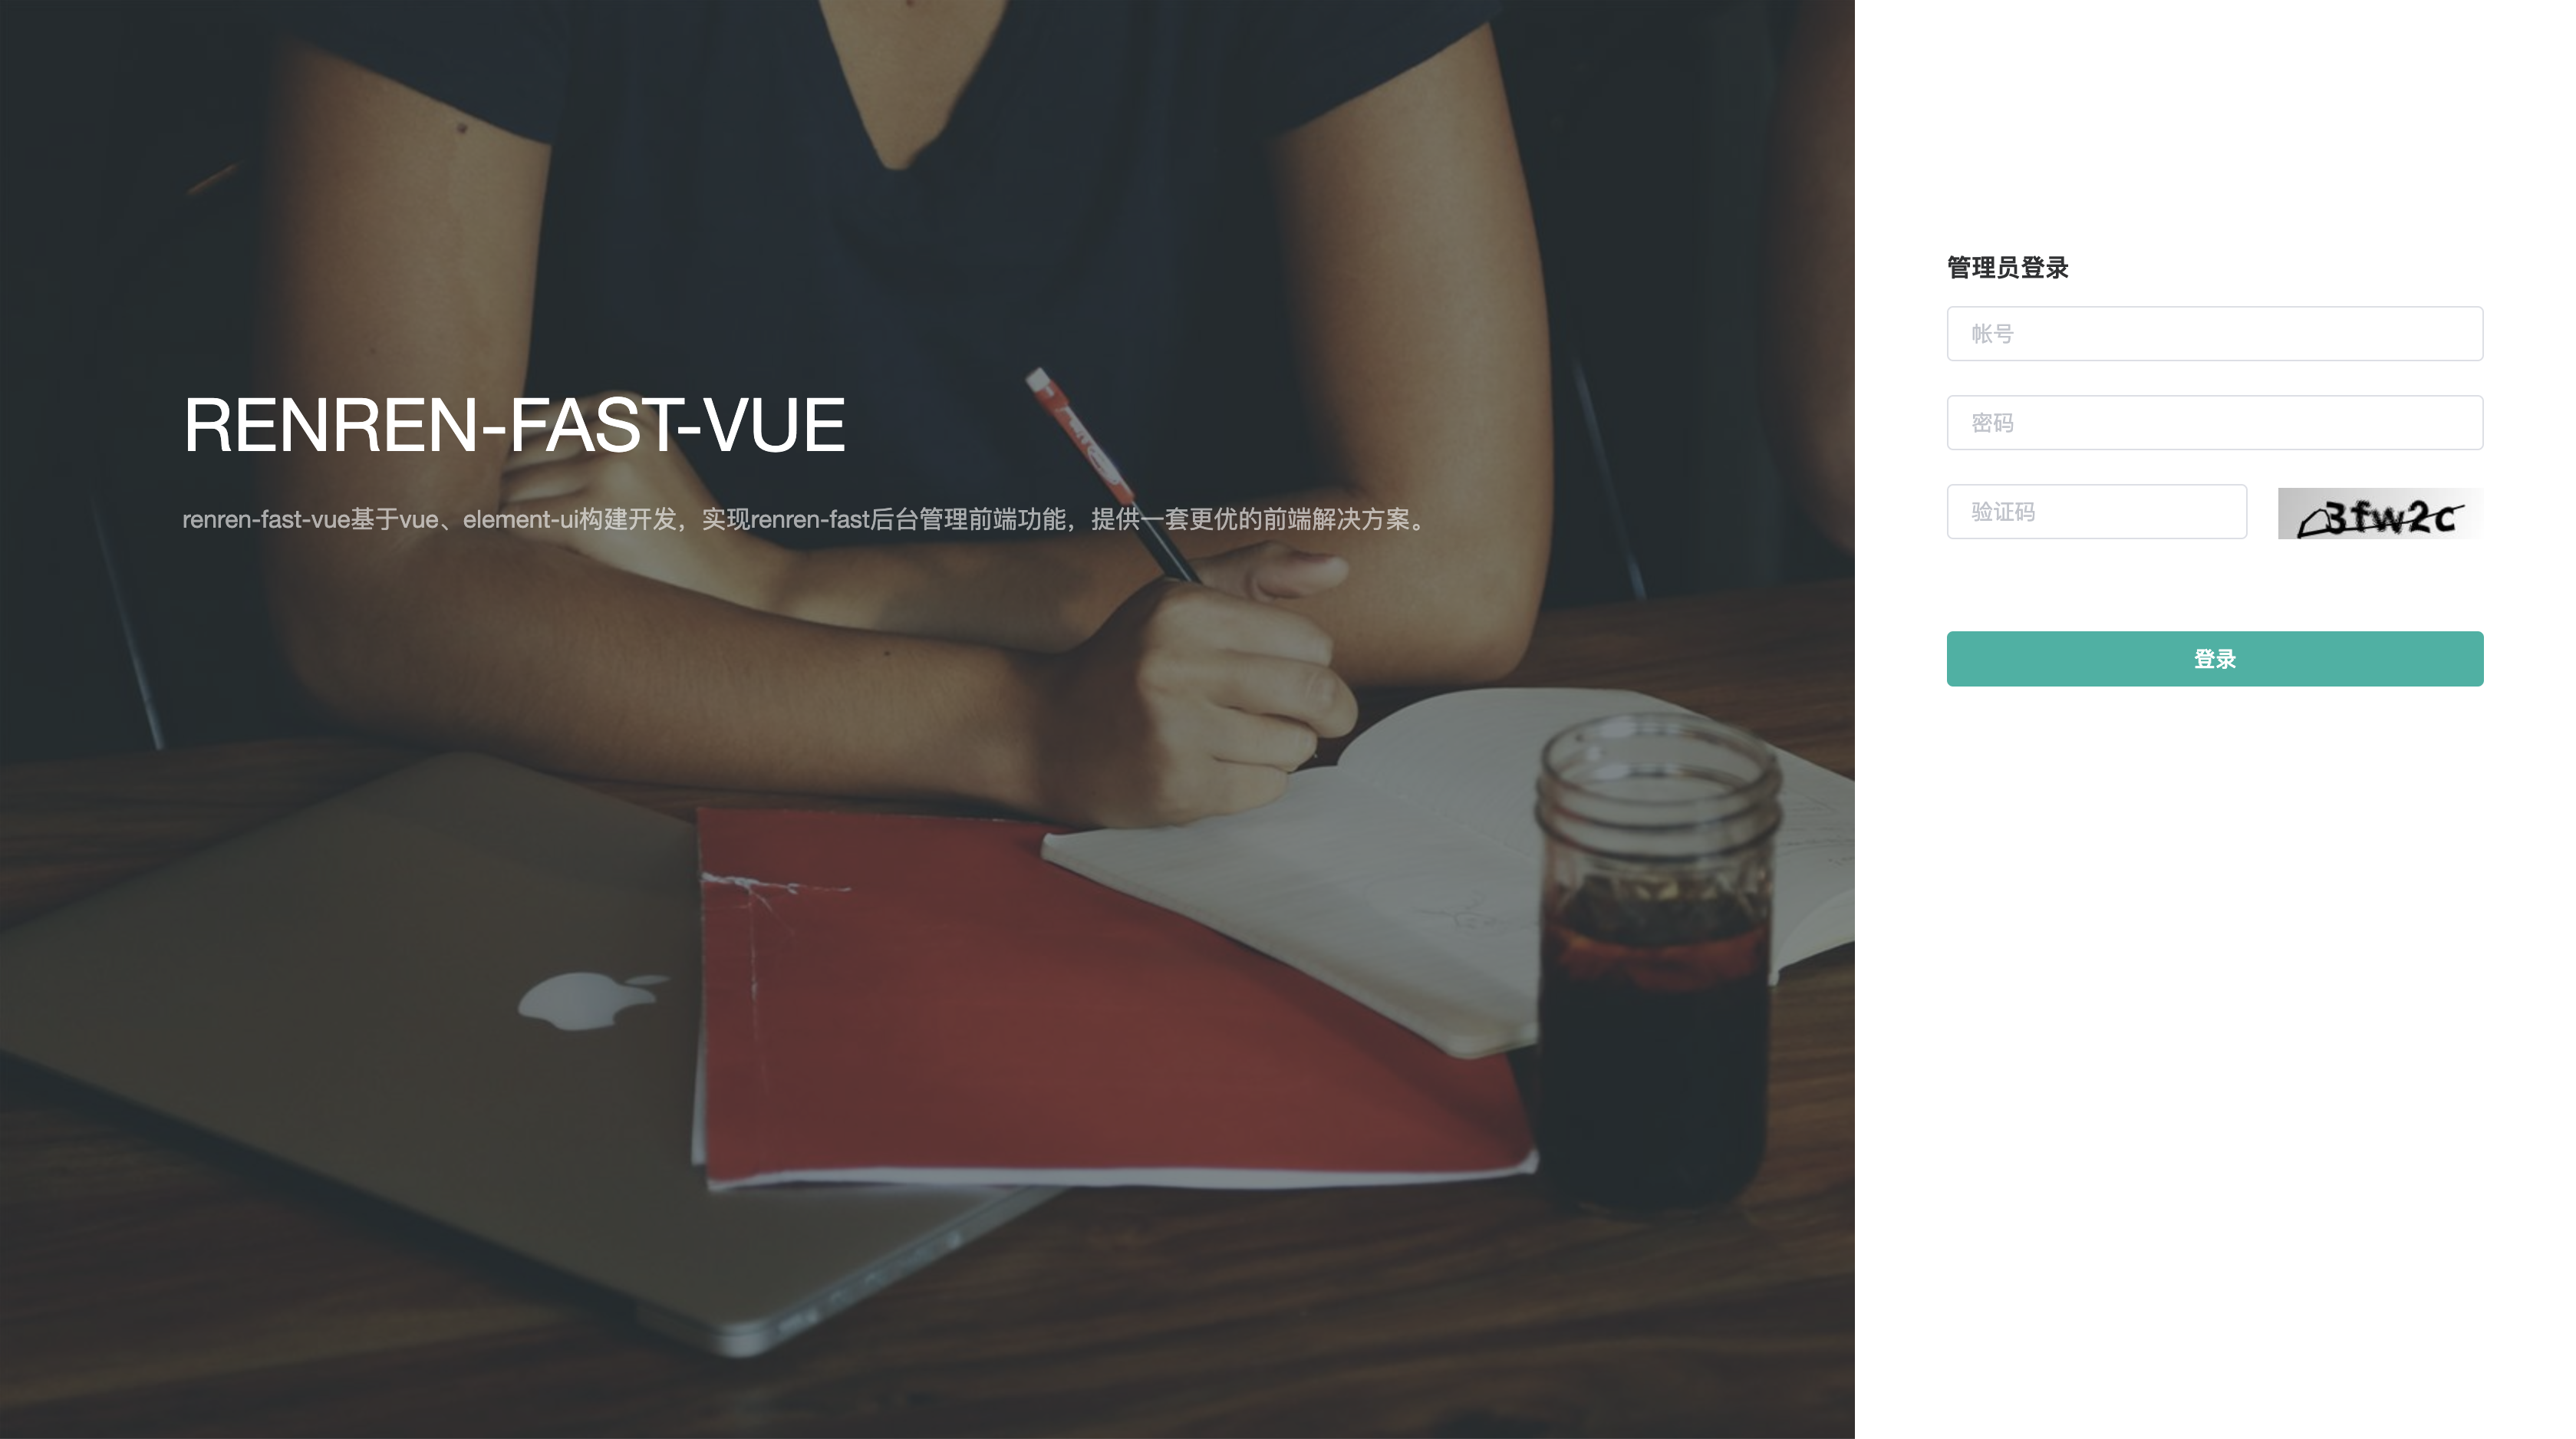 RENREN-FAST-VUE
renren-fast-vue基于vue、element-ui构建开发，实现renren-fast后台管理前端功能，提供一套更优的前端解决方案。
管理员登录
帐号
密码
验证码
3fw2c
登录